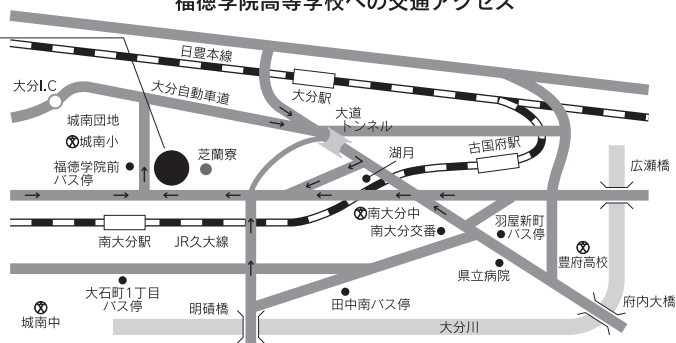 福徳学院高等学校への交通アクセス
日豊本線
大分駅
大分I.C
大分自動車道
大道
トンネル
城南団地
城南小
芝蘭寮
湖月
古国府駅
福徳学院前
バス停
広瀬橋
南大分中
南大分交番
羽屋新町
バス停
南大分駅
JR久大線
豊府高校
県立病院
大石町1丁目
バス停
田中南バス停
府内大橋
明磧橋
城南中
大分川